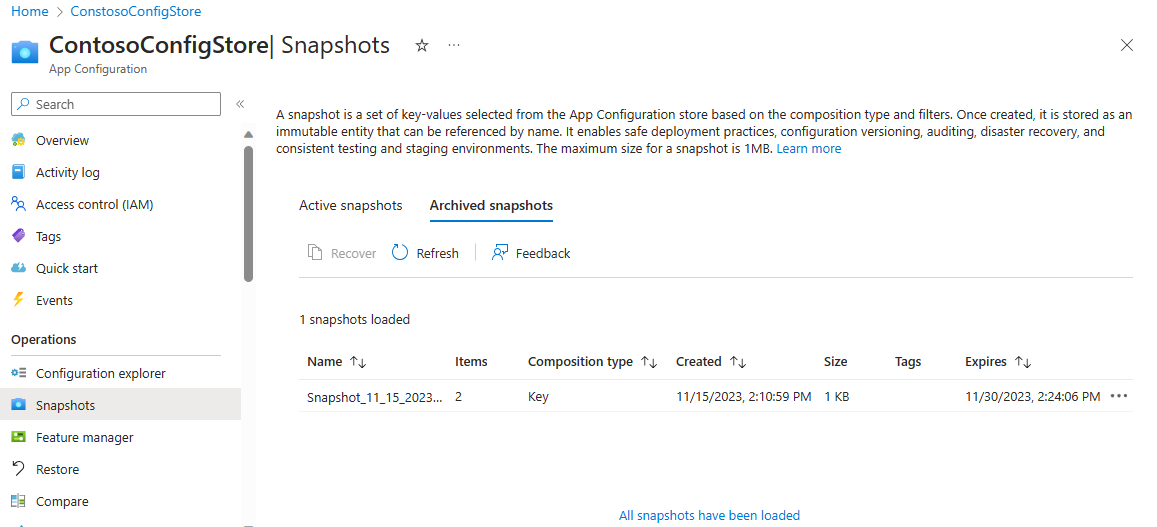 Home > ConstosoConfigStore
ContosoConfigStore| Snapshots
App Configuration
Search
Overview
Activity log
Access control (IAM)
Tags
Quick start
Events
Operations
Configuration explorer
Snapshots
Feature manager
Restore
Compare
A snapshot is a set of key-values selected from the App Configuration store based on the composition type and filters. Once created, it is stored as an
immutable entity that can be referenced by name. It enables safe deployment practices, configuration versioning, auditing, disaster recovery, and
consistent testing and staging environments. The maximum size for a snapshot is 1MB. Learn more
Active snapshots Archived snapshots
Recover Refresh Feedback
1 snapshots loaded
Name Items Composition type Created Size Tags Expires
Snapshot_11_15_2023... 2 Key 11/15/2023, 2:10:59 PM 1 KB 11/30/2023, 2:24:06 PM
All snapshots have been loaded